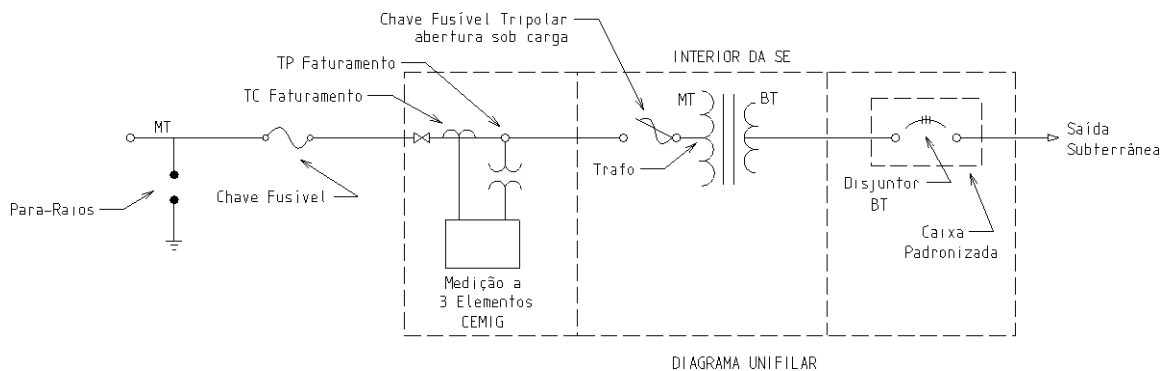 Chave Fusível Tripolar
abertura sob carga
INTERIOR DA SE
TP Faturamento
TC Faturamento
MT
MT
BT
Saída
Subterrânea
Trafo
Disjuntor
BT
Chave Fusivel
Para-Raios
Caixa
Padronizada
Medição a
3 Elementos
CEMIG
DIAGRAMA UNIFILAR